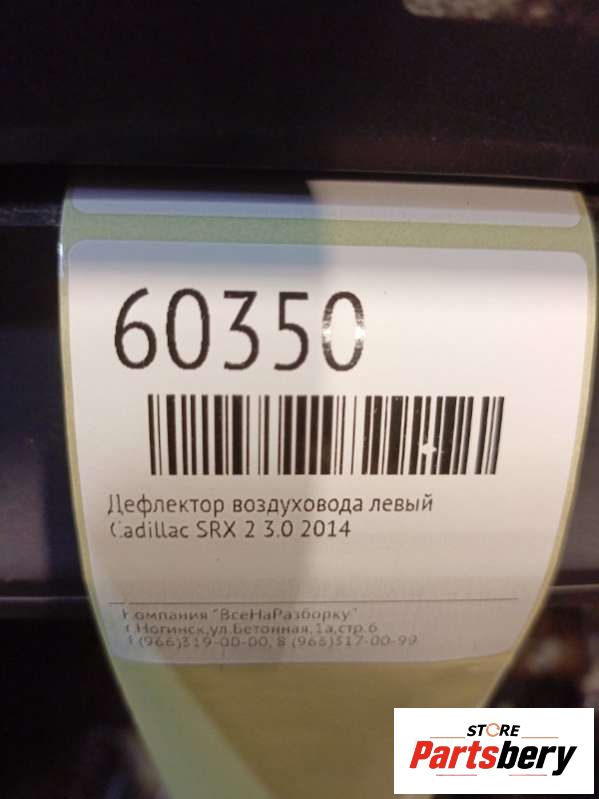 60350
Дефлектор воздуховода левый
Cadillac SRX 2 3.0 2014
Компания "ВсеНаРазборку"
г.Ногинск,ул.Бетонная,1а,стр.6
8 (966)319-00-00, 8 (966)317-00-99
STORE
Partsbery